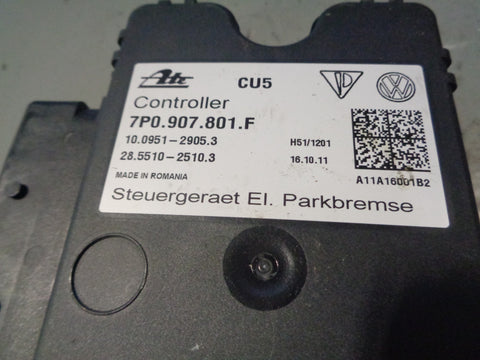 Ate CU5
Controller
7P0.907.801.F
10.0951-2905.3 H51/1201
28.5510-2510.3 16.10.11
MADE IN ROMANIA A11A16001B2
Steuergeraet El. Parkbremse